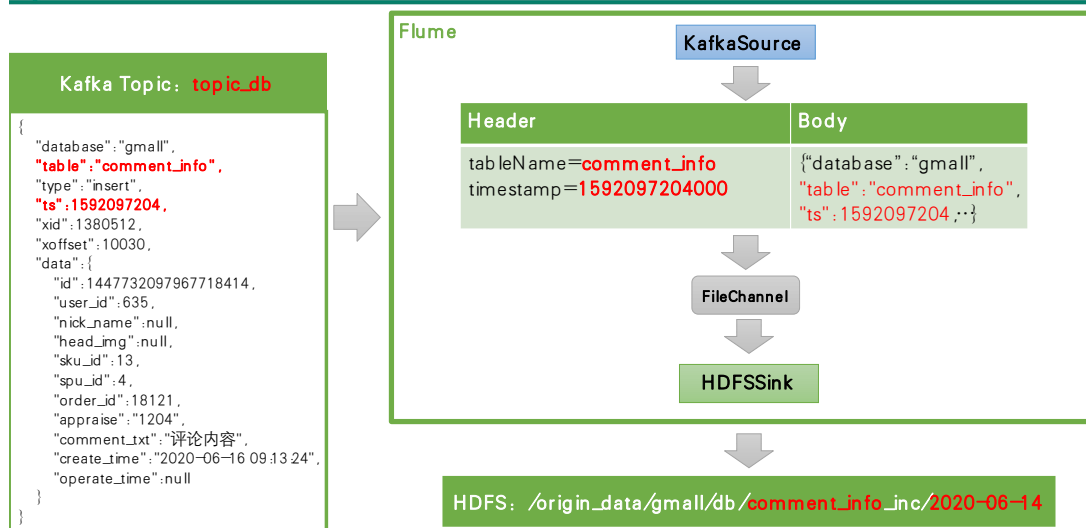 Kafka Topic：topic_db
{
"database":"gmall",
"table":"comment_info",
"type":"insert",
"ts":1592097204,
"xid":1380512,
"xoffset":10030,
"data":{
"id":1447732097967718414,
"user_id":635,
"nick_name":null,
"head_img":null,
"sku_id":13,
"spu_id":4,
"order_id":18121,
"appraise":"1204",
"comment_txt":"评论内容",
"create_time":"2020-06-16 09:13:24",
"operate_time":null
}
}
Flume
KafkaSource
Header
Body
tableName=comment_info
timestamp=1592097204000
{“database":"gmall",
"table":"comment_info",
"ts":1592097204,…}
FileChannel
HDFSSink
HDFS：/origin_data/gmall/db/comment_info_inc/2020-06-14